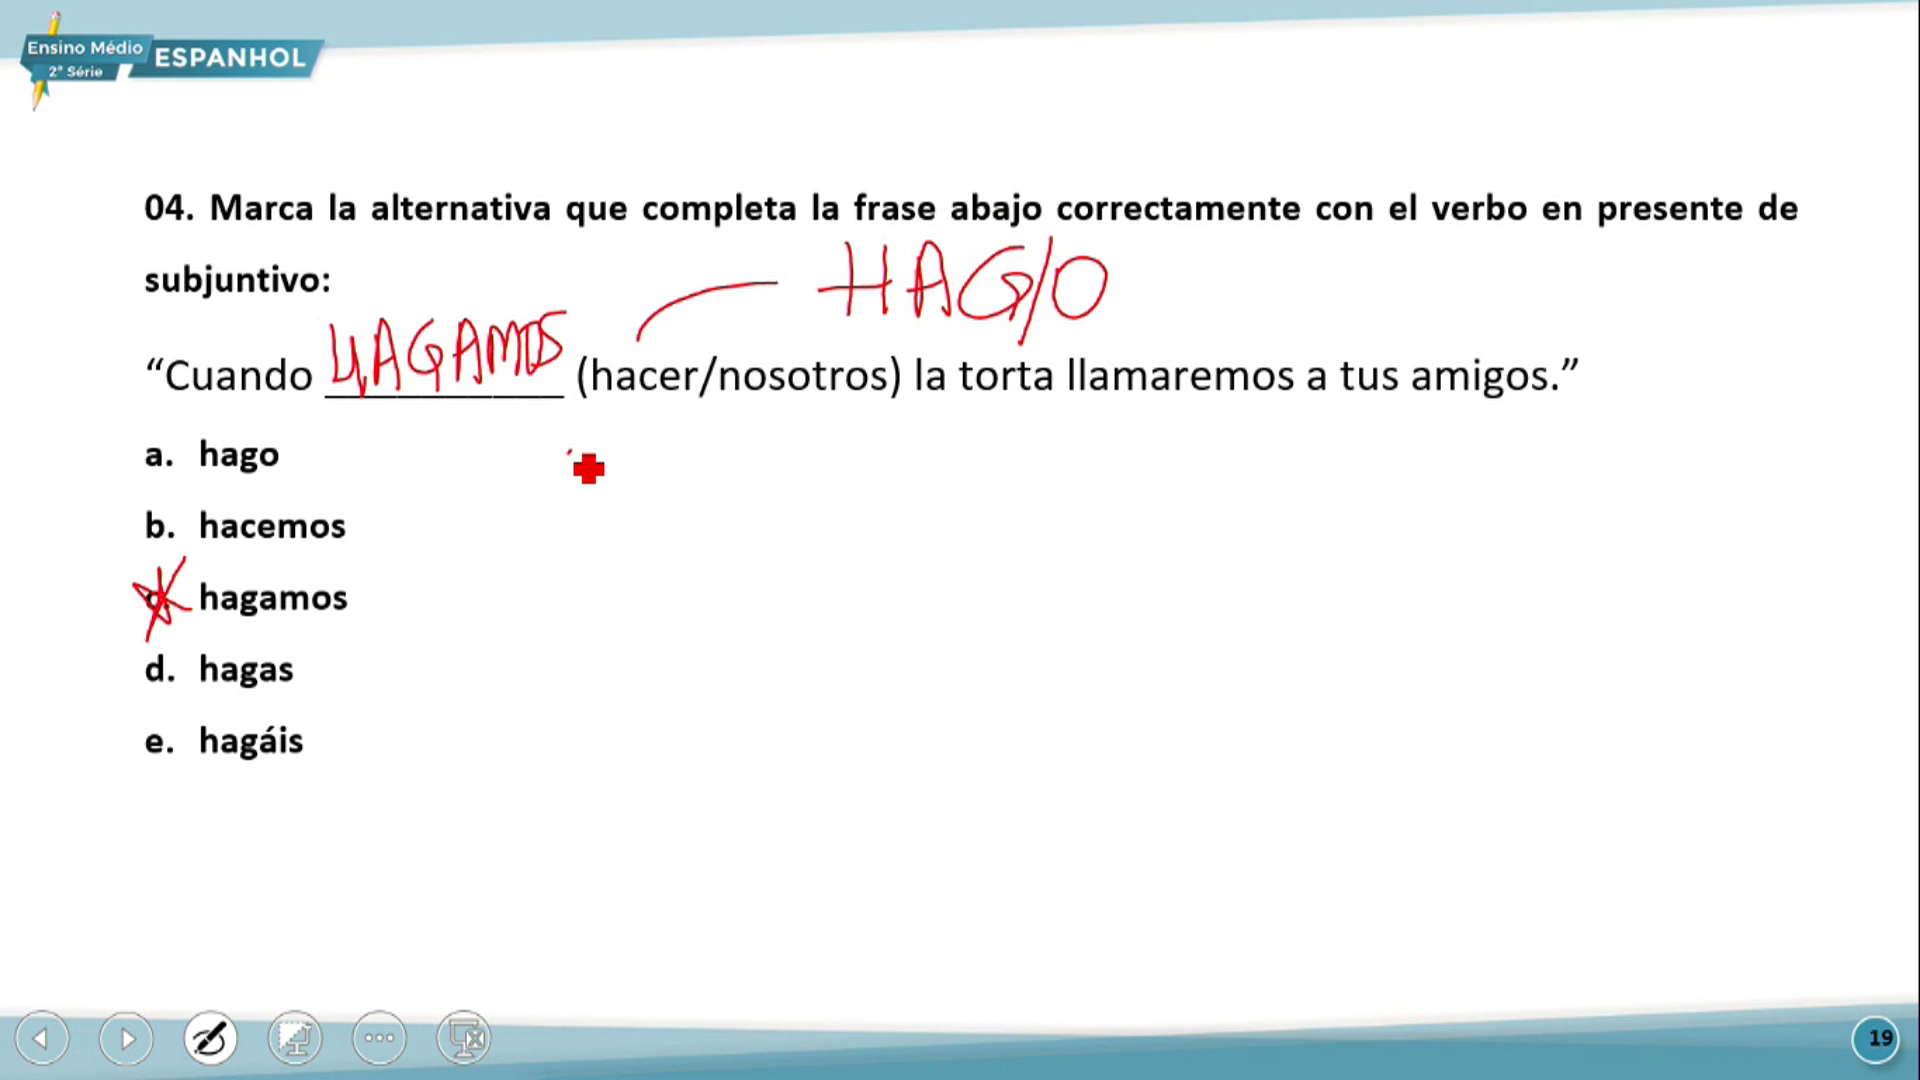 Ensino Médio
2ª Série
ESPANHOL
04. Marca la alternativa que completa la frase abajo correctamente con el verbo en presente de
subjuntivo:
HAG/O
HAGAMOS
“Cuando __________ (hacer/nosotros) la torta llamaremos a tus amigos.”
a. hago
b. hacemos
c. hagamos
d. hagas
e. hagáis
19